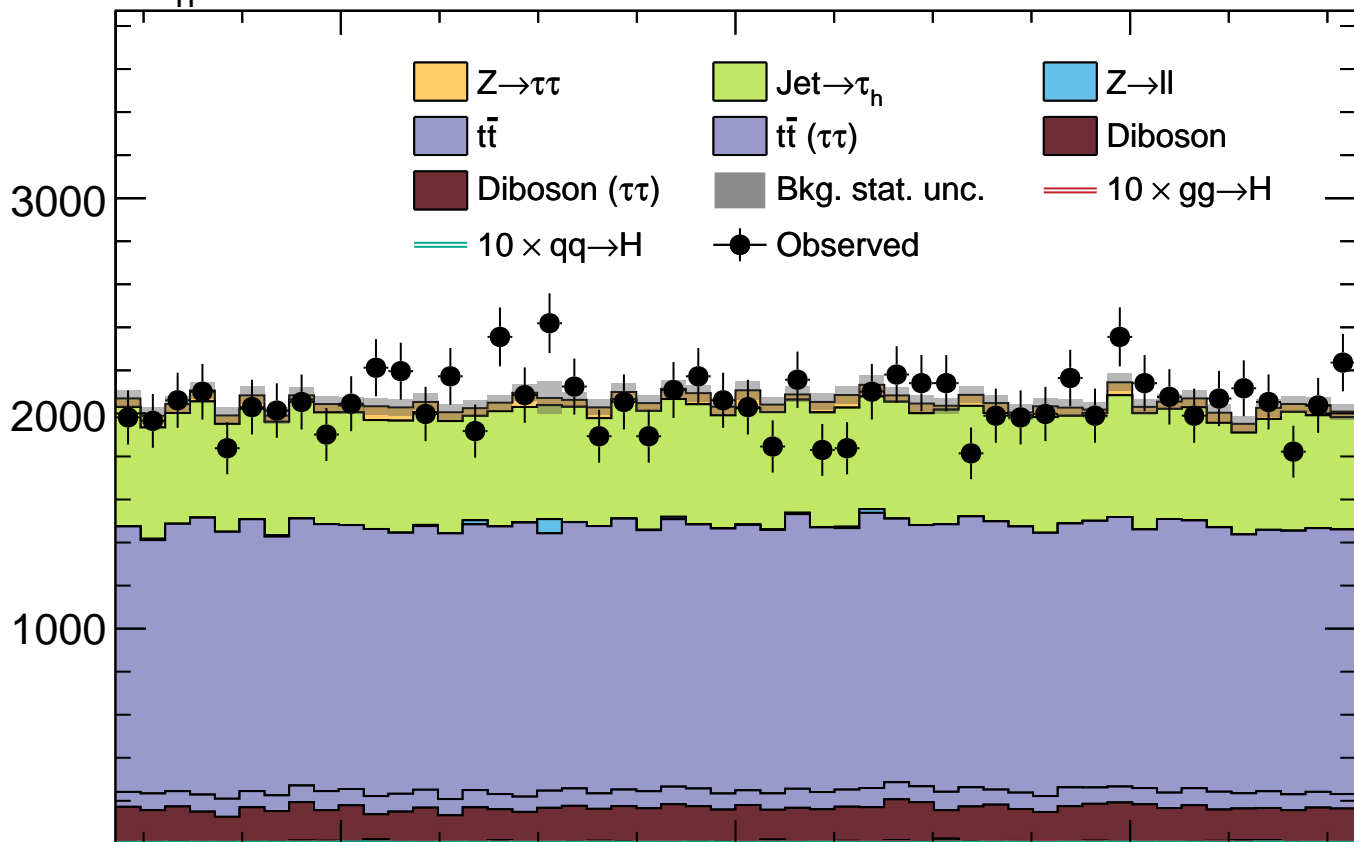 Z→ττ Jet→τh Z→ll
tt̄ tt̄ (ττ) Diboson
Diboson (ττ) Bkg. stat. unc. 10 × gg→H
10 × qq→H Observed
3000
2000
1000